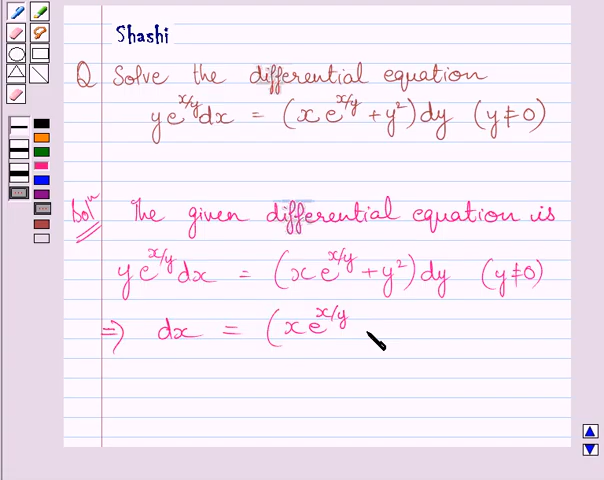 Shashi
Q Solve the differential equation
ye^{x/y}dx = (xe^{x/y} + y²)dy (y≠0)
Solⁿ The given differential equation is
ye^{x/y}dx = (xe^{x/y} + y²)dy (y≠0)
⇒ dx = (xe^{x/y}